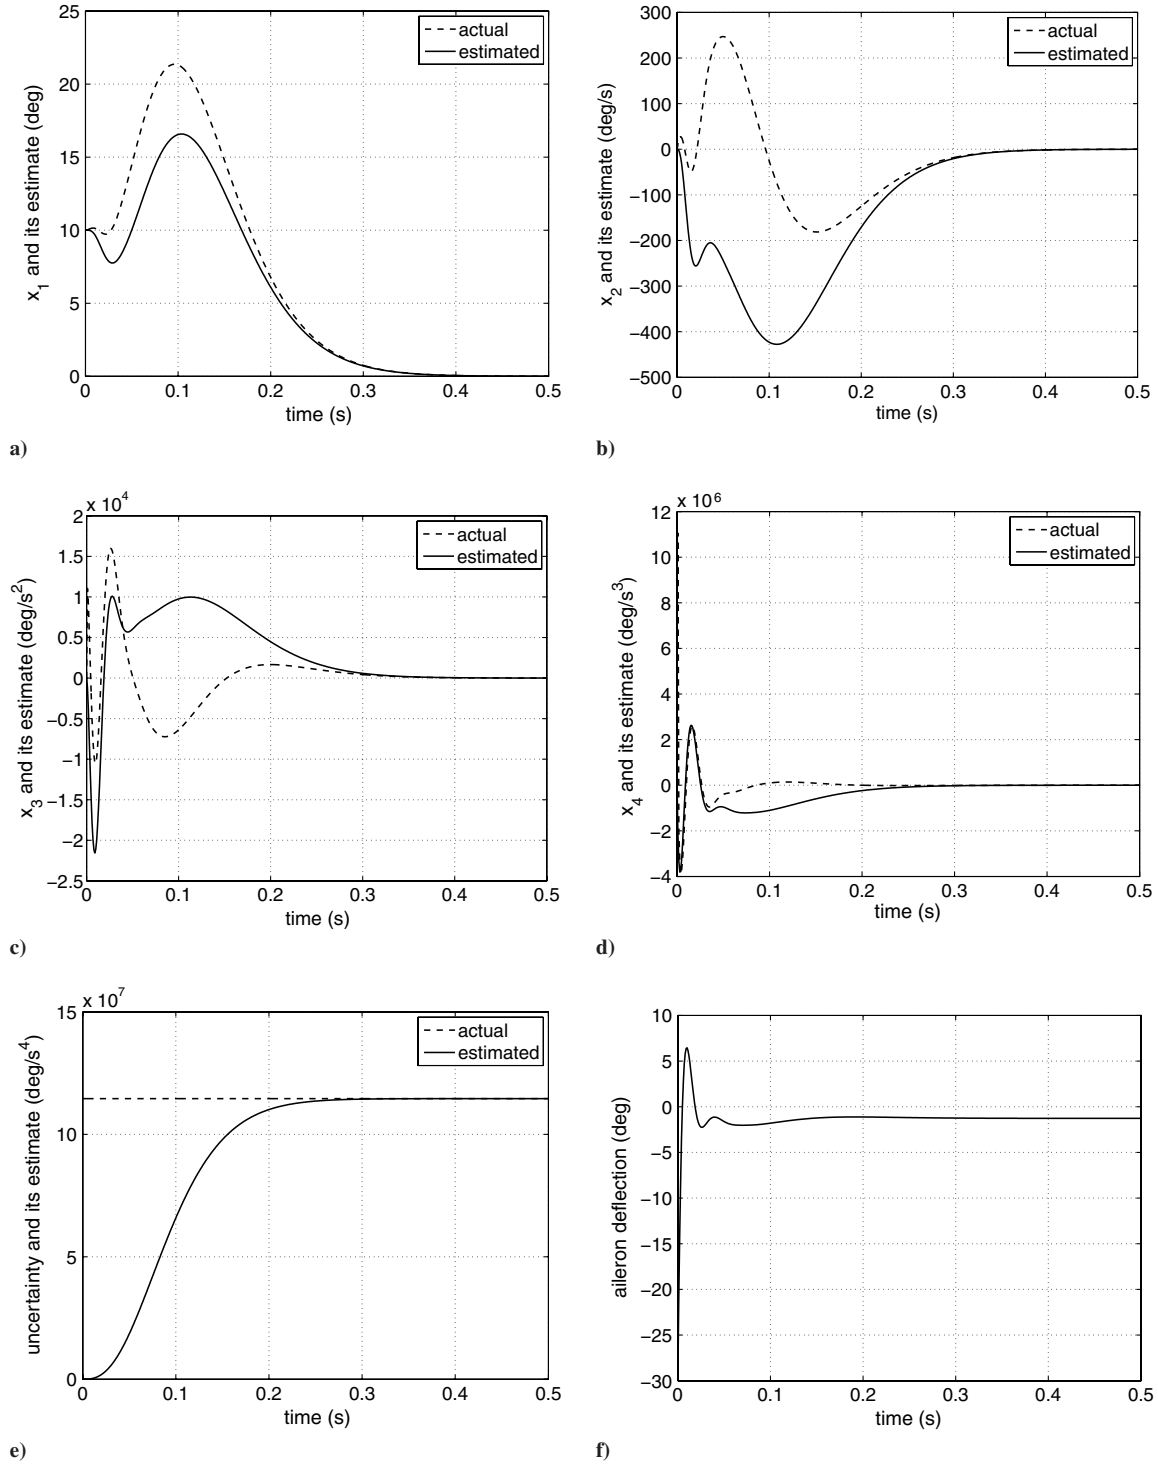 25
20
15
10
5
0
0 0.1 0.2 0.3 0.4 0.5
x1 and its estimate (deg)
time (s)
actual
estimated
a)
300
200
100
0
−100
−200
−300
−400
−500
0 0.1 0.2 0.3 0.4 0.5
x2 and its estimate (deg/s)
time (s)
actual
estimated
b)
x 10^4
2
1.5
1
0.5
0
−0.5
−1
−1.5
−2
−2.5
0 0.1 0.2 0.3 0.4 0.5
x3 and its estimate (deg/s^2)
time (s)
actual
estimated
c)
x 10^6
12
10
8
6
4
2
0
−2
−4
0 0.1 0.2 0.3 0.4 0.5
x4 and its estimate (deg/s^3)
time (s)
actual
estimated
d)
x 10^7
15
10
5
0
0 0.1 0.2 0.3 0.4 0.5
uncertainty and its estimate (deg/s^4)
time (s)
actual
estimated
e)
10
5
0
−5
−10
−15
−20
−25
−30
0 0.1 0.2 0.3 0.4 0.5
aileron deflection (deg)
time (s)
f)